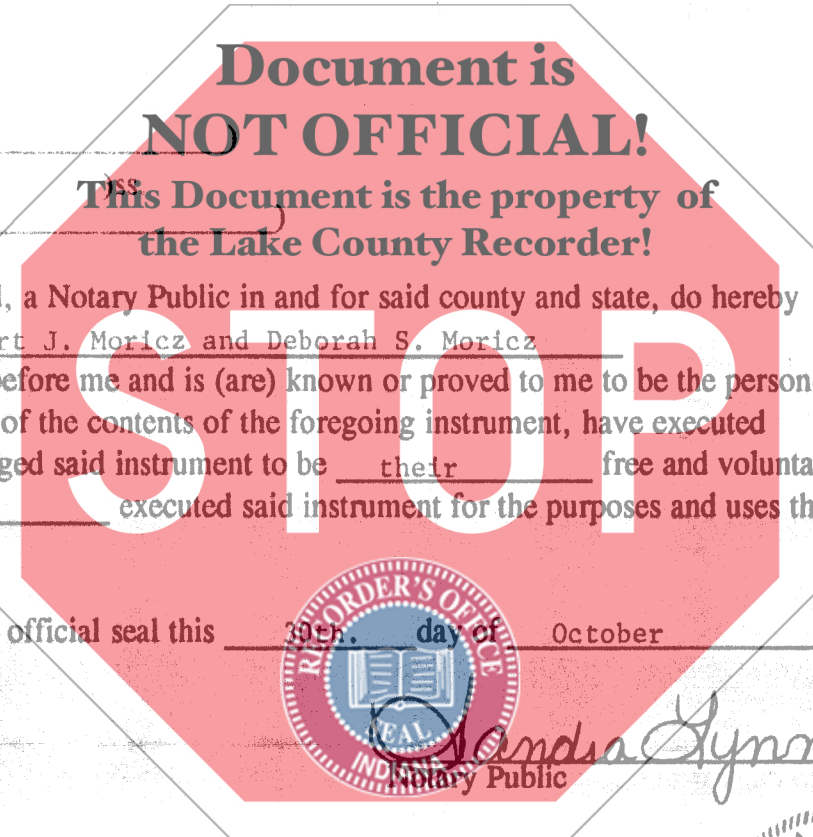 Document is
NOT OFFICIAL!
)ss
This Document is the property of
)
the Lake County Recorder!
, a Notary Public in and for said county and state, do hereby
rt J. Moricz and Deborah S. Moricz
before me and is (are) known or proved to me to be the person
of the contents of the foregoing instrument, have executed
ged said instrument to be their free and volunta
executed said instrument for the purposes and uses th
STOP
official seal this 30th. day of October
RECORDER'S OFFICE
SEAL
INDIANA
Sandra Lynn
Notary Public